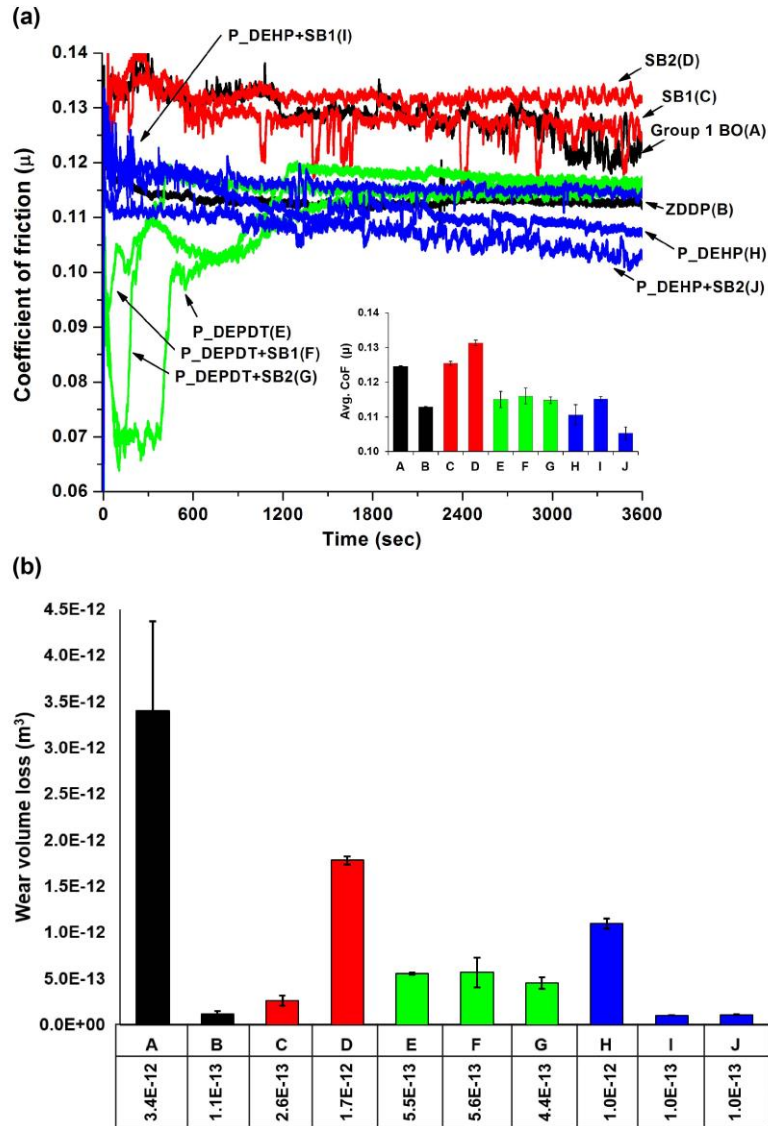 (a)
P_DEHP+SB1(I)
SB2(D)
SB1(C)
Group 1 BO(A)
ZDDP(B)
P_DEHP(H)
P_DEHP+SB2(J)
P_DEPDT(E)
P_DEPDT+SB1(F)
P_DEPDT+SB2(G)
Coefficient of friction (μ)
0.14
0.13
0.12
0.11
0.10
0.09
0.08
0.07
0.06
0 600 1200 1800 2400 3000 3600
Time (sec)
Avg. CoF (μ)
0.14
0.13
0.12
0.11
0.10
A B C D E F G H I J
(b)
Wear volume loss (m³)
4.5E-12
4.0E-12
3.5E-12
3.0E-12
2.5E-12
2.0E-12
1.5E-12
1.0E-12
5.0E-13
0.0E+00
A B C D E F G H I J
3.4E-12
1.1E-13
2.6E-13
1.7E-12
5.5E-13
5.6E-13
4.4E-13
1.0E-12
1.0E-13
1.0E-13